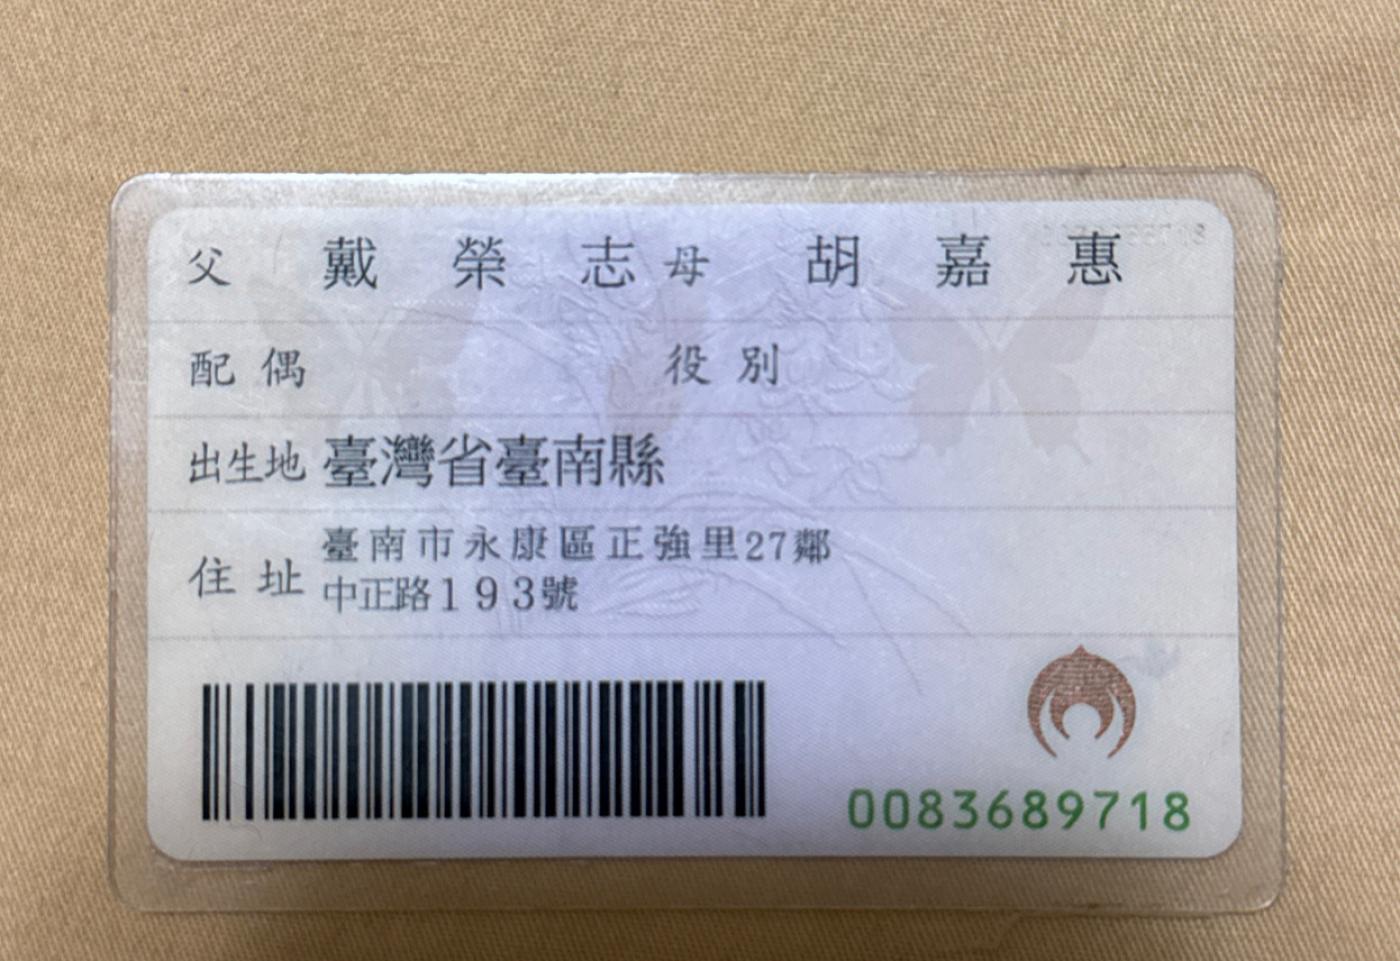 父 戴榮志 母 胡嘉惠
配偶 役別
出生地 臺灣省臺南縣
住址 臺南市永康區正強里27鄰
中正路193號
0083689718